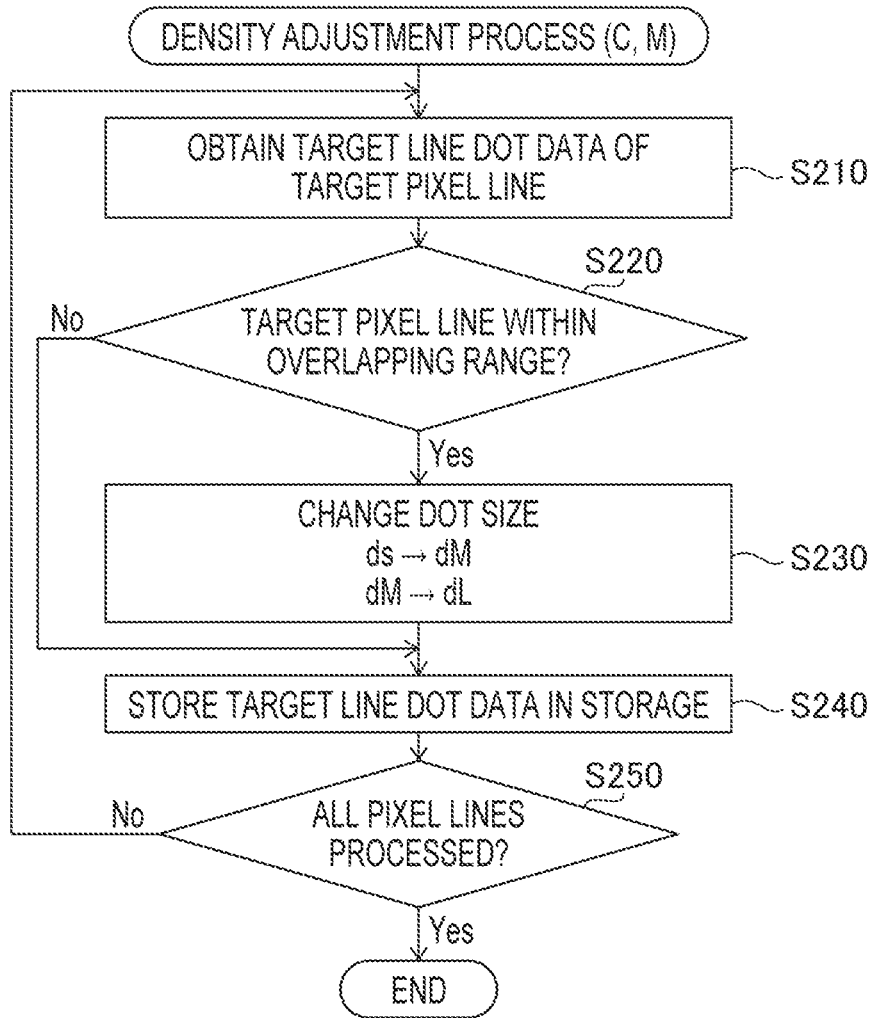 DENSITY ADJUSTMENT PROCESS (C, M)
OBTAIN TARGET LINE DOT DATA OF
TARGET PIXEL LINE
S210
S220
No
TARGET PIXEL LINE WITHIN
OVERLAPPING RANGE?
Yes
CHANGE DOT SIZE
ds → dM
dM → dL
S230
STORE TARGET LINE DOT DATA IN STORAGE
S240
S250
No
ALL PIXEL LINES
PROCESSED?
Yes
END